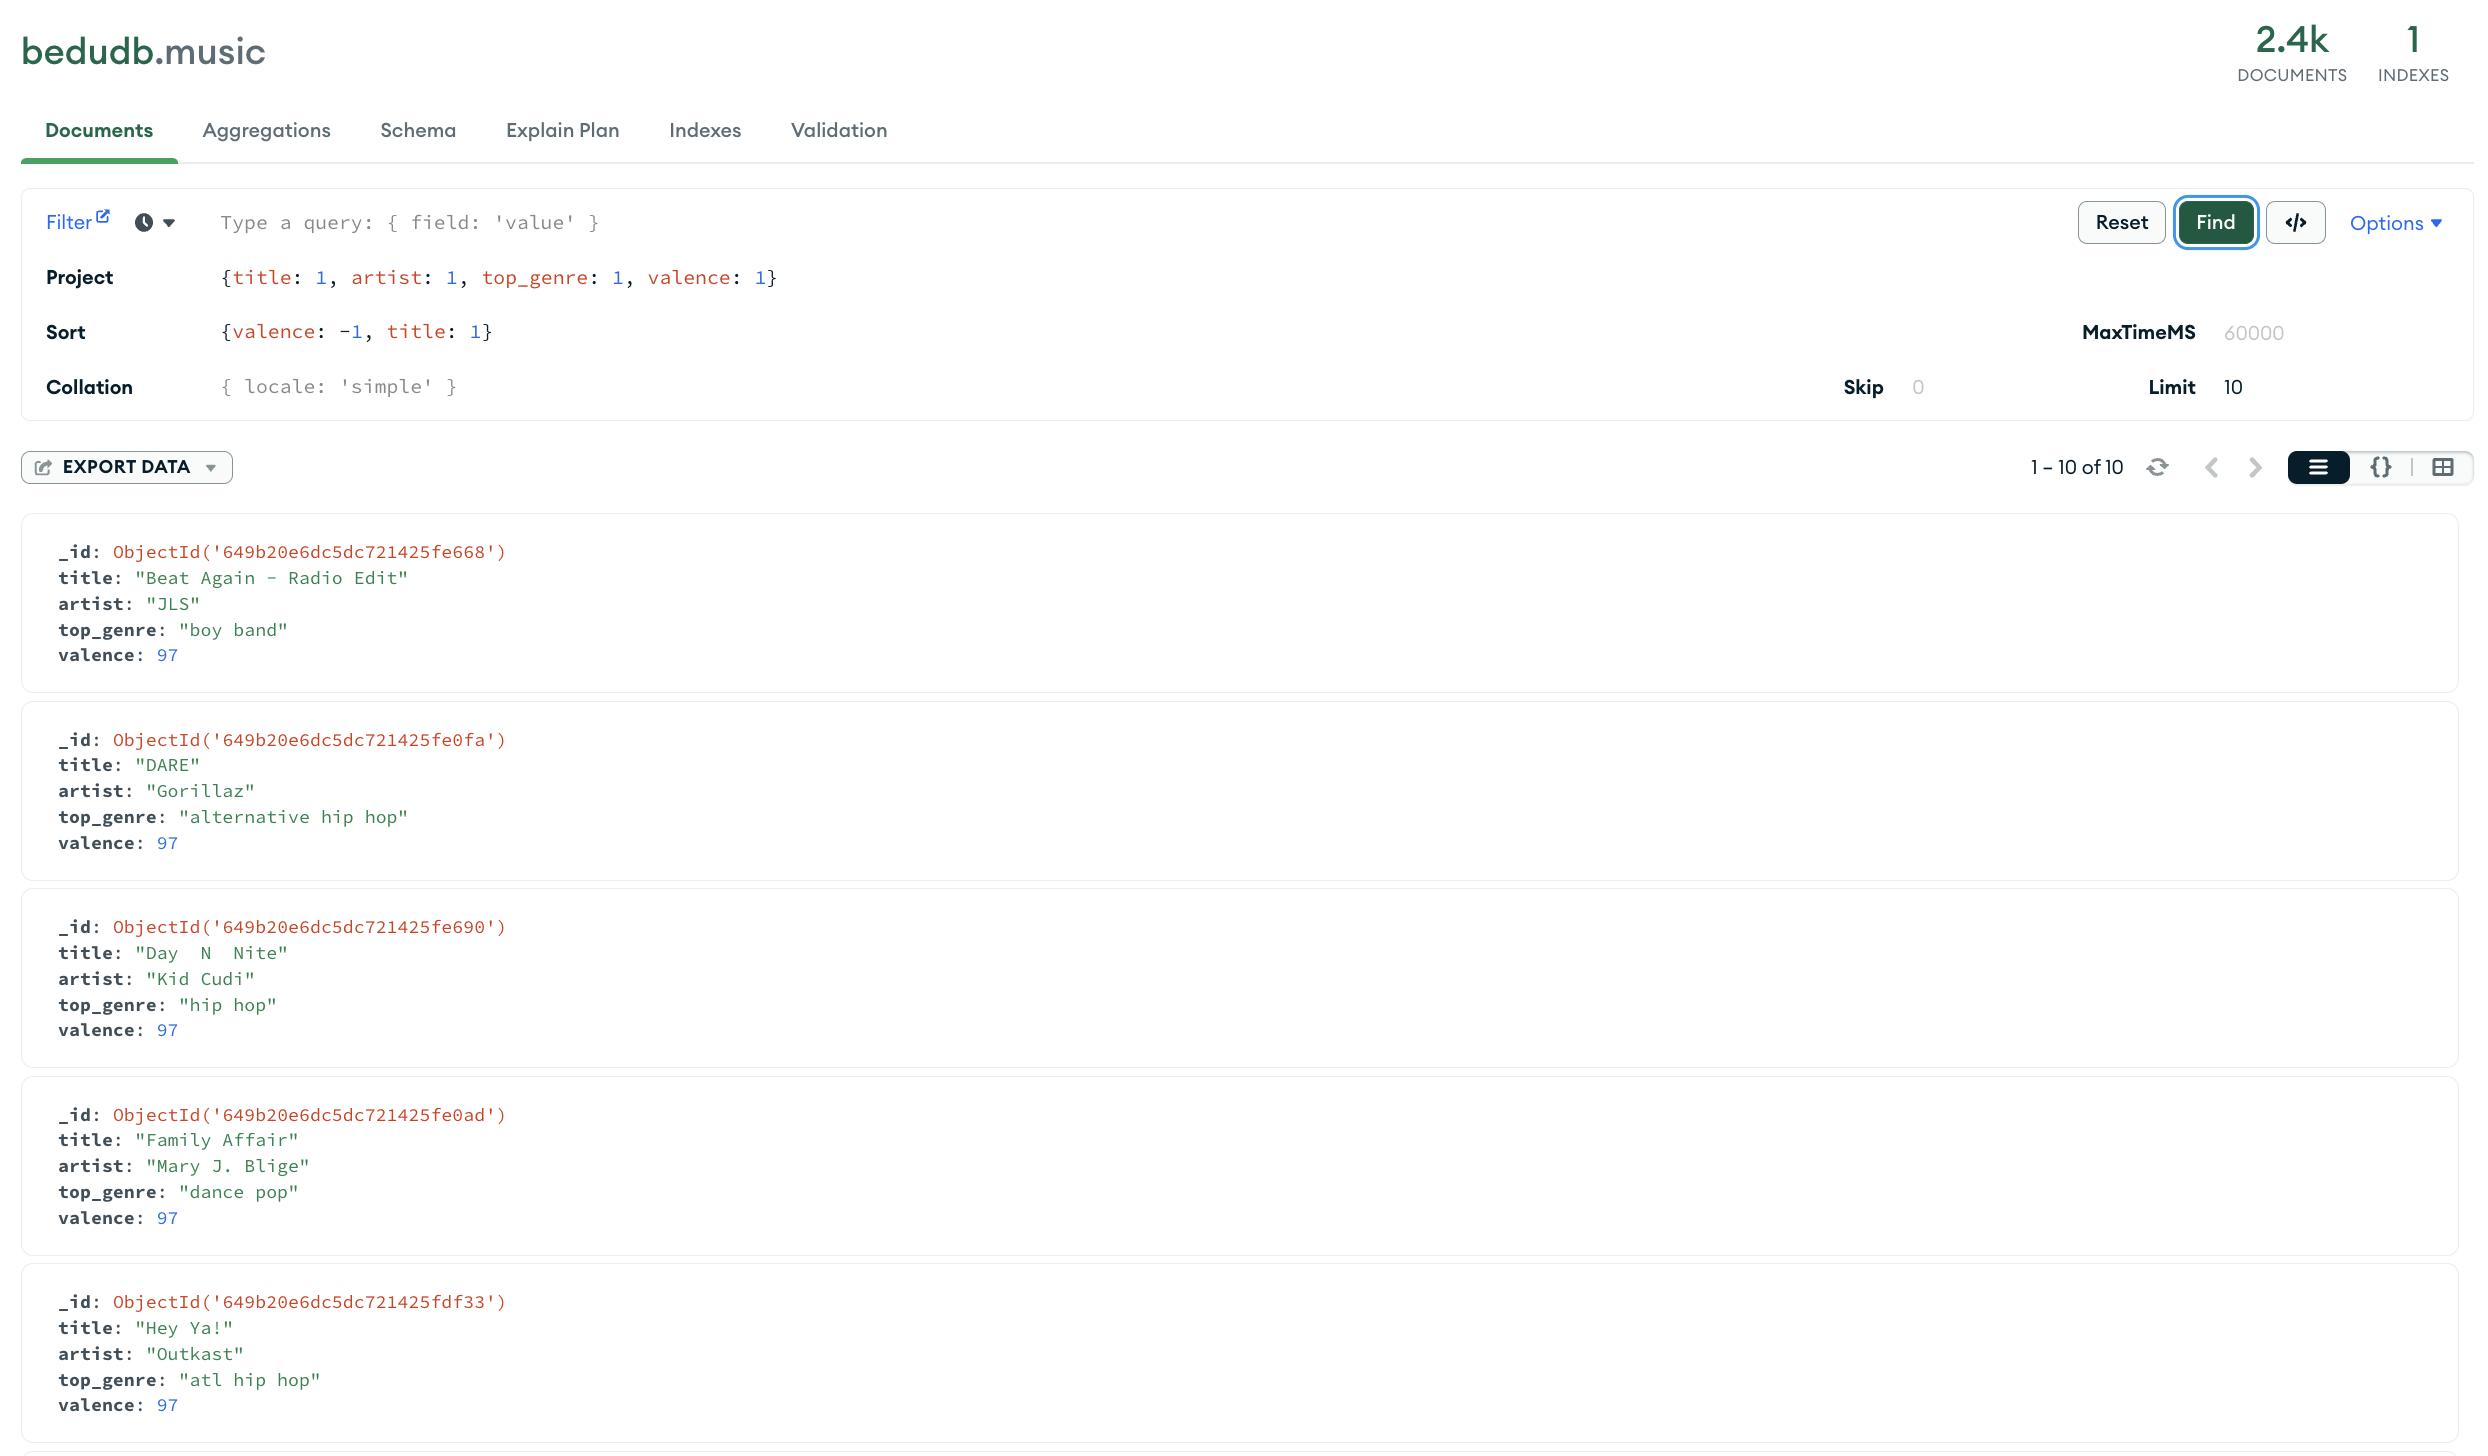 bedudb.music
2.4k
DOCUMENTS
1
INDEXES
Documents Aggregations Schema Explain Plan Indexes Validation
Filter Type a query: { field: 'value' } Reset Find </> Options
Project {title: 1, artist: 1, top_genre: 1, valence: 1}
Sort {valence: -1, title: 1} MaxTimeMS 60000
Collation { locale: 'simple' } Skip 0 Limit 10
EXPORT DATA 1 – 10 of 10 {}
_id: ObjectId('649b20e6dc5dc721425fe668')
title: "Beat Again - Radio Edit"
artist: "JLS"
top_genre: "boy band"
valence: 97
_id: ObjectId('649b20e6dc5dc721425fe0fa')
title: "DARE"
artist: "Gorillaz"
top_genre: "alternative hip hop"
valence: 97
_id: ObjectId('649b20e6dc5dc721425fe690')
title: "Day  N  Nite"
artist: "Kid Cudi"
top_genre: "hip hop"
valence: 97
_id: ObjectId('649b20e6dc5dc721425fe0ad')
title: "Family Affair"
artist: "Mary J. Blige"
top_genre: "dance pop"
valence: 97
_id: ObjectId('649b20e6dc5dc721425fdf33')
title: "Hey Ya!"
artist: "Outkast"
top_genre: "atl hip hop"
valence: 97